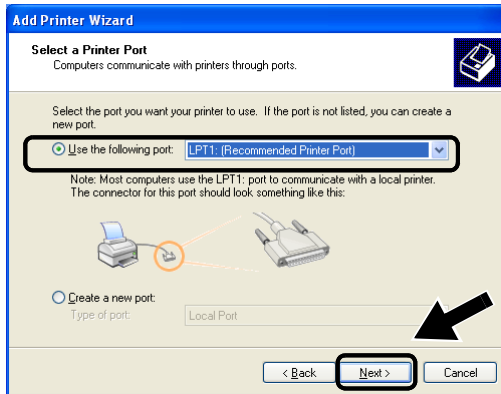 Add Printer Wizard
Select a Printer Port
Computers communicate with printers through ports.
Select the port you want your printer to use. If the port is not listed, you can create a
new port.
Use the following port: LPT1: (Recommended Printer Port)
Note: Most computers use the LPT1: port to communicate with a local printer.
The connector for this port should look something like this:
Create a new port:
Type of port: Local Port
< Back Next > Cancel